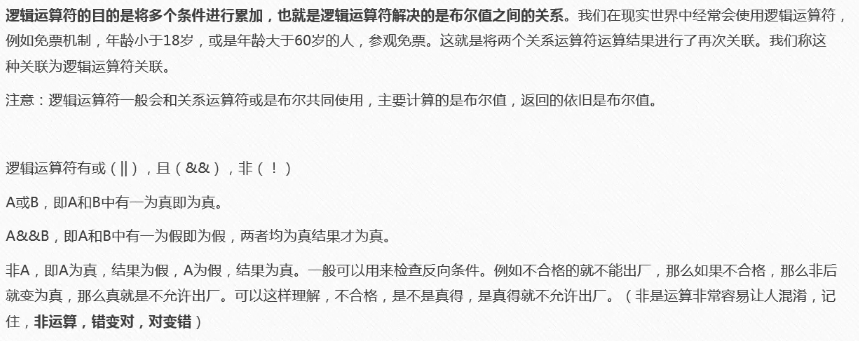 逻辑运算符的目的是将多个条件进行累加，也就是逻辑运算符解决的是布尔值之间的关系。我们在现实世界中经常会使用逻辑运算符，
例如免票机制，年龄小于18岁，或是年龄大于60岁的人，参观免票。这就是将两个关系运算符运算结果进行了再次关联。我们称这
种关联为逻辑运算符关联。
注意：逻辑运算符一般会和关系运算符或是布尔共同使用，主要计算的是布尔值，返回的依旧是布尔值。
逻辑运算符有或（||），且（&&），非（！）
A或B，即A和B中有一为真即为真。
A&&B，即A和B中有一为假即为假，两者均为真结果才为真。
非A，即A为真，结果为假，A为假，结果为真。一般可以用来检查反向条件。例如不合格的就不能出厂，那么如果不合格，那么非后
就变为真，那么真就是不允许出厂。可以这样理解，不合格，是不是真得，是真得就不允许出厂。（非是运算非常容易让人混淆，记
住，非运算，错变对，对变错）